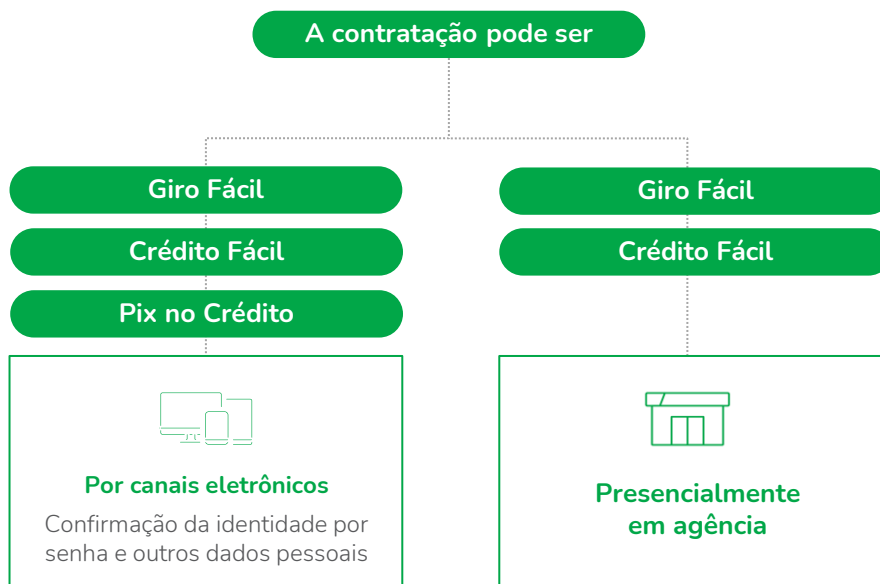 A contratação pode ser
Giro Fácil
Crédito Fácil
Pix no Crédito
Por canais eletrônicos
Confirmação da identidade por
senha e outros dados pessoais
Giro Fácil
Crédito Fácil
Presencialmente
em agência